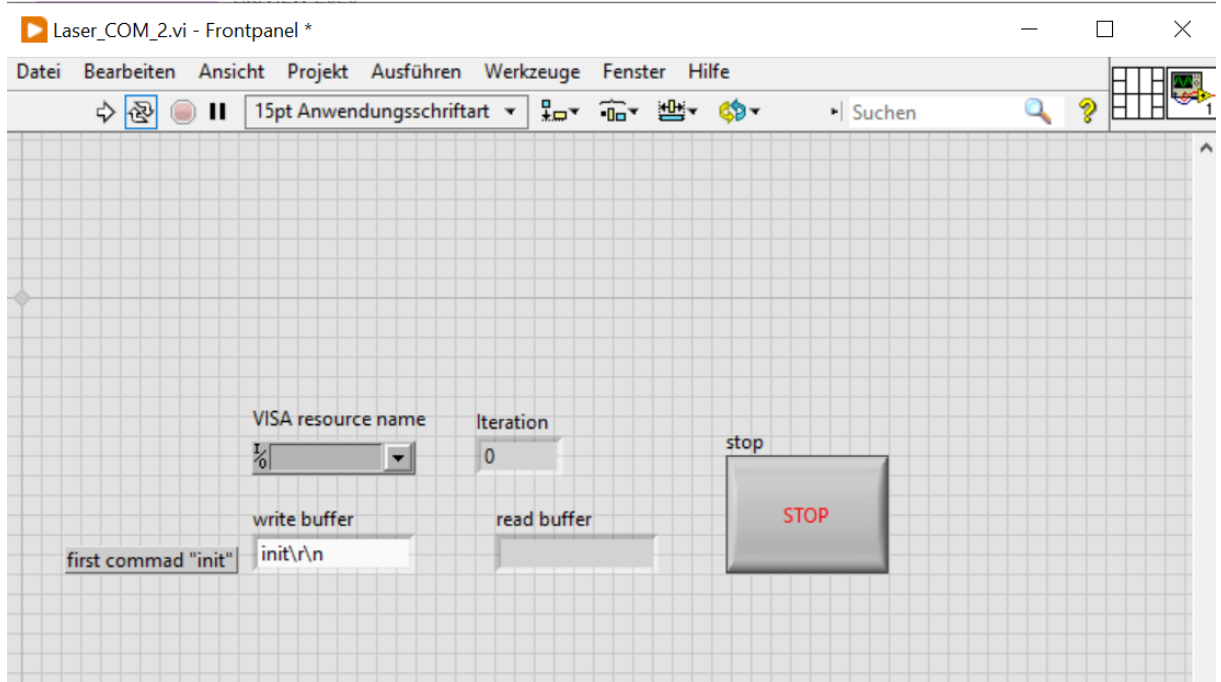 Laser_COM_2.vi - Frontpanel *
Datei Bearbeiten Ansicht Projekt Ausführen Werkzeuge Fenster Hilfe
15pt Anwendungsschriftart Suchen
1
VISA resource name Iteration
stop
I/O 0
STOP
write buffer read buffer
first commad "init" init\r\n